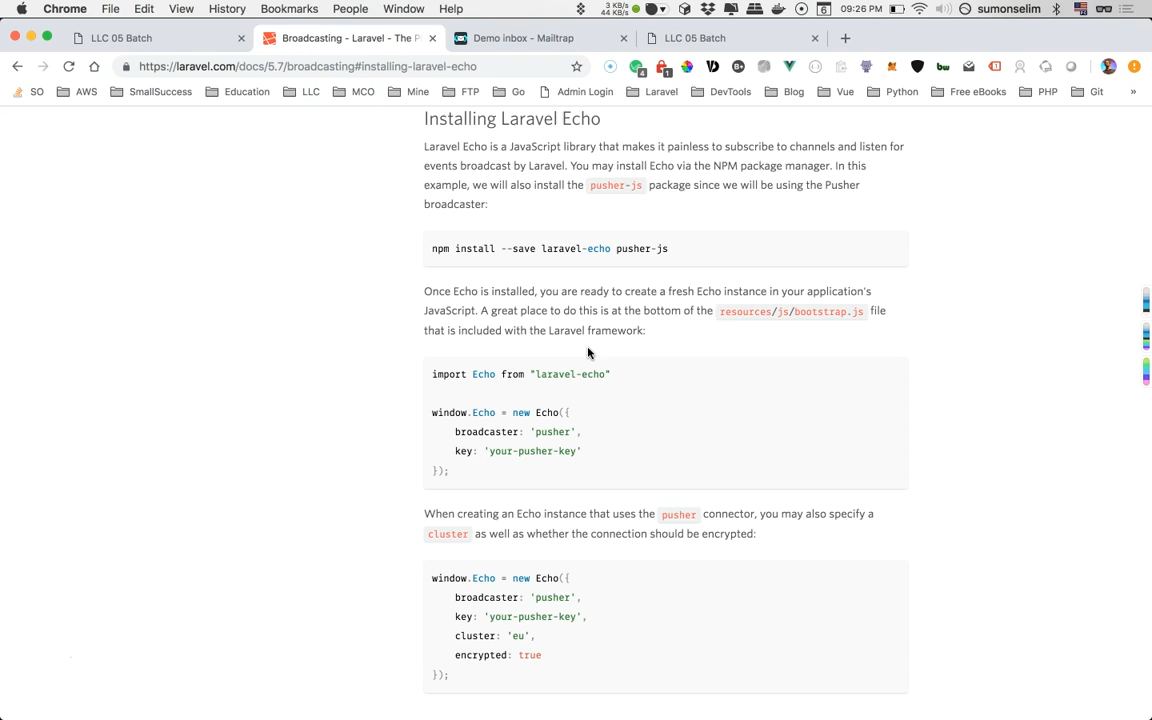 Chrome File Edit View History Bookmarks People Window Help 3 KB/s 44 KB/s 6 09:26 PM sumonselim
LLC 05 Batch Broadcasting - Laravel - The P Demo inbox - Mailtrap LLC 05 Batch
https://laravel.com/docs/5.7/broadcasting#installing-laravel-echo
SO AWS SmallSuccess Education LLC MCO Mine FTP Go Admin Login Laravel DevTools Blog Vue Python Free eBooks PHP Git »
Installing Laravel Echo
Laravel Echo is a JavaScript library that makes it painless to subscribe to channels and listen for
events broadcast by Laravel. You may install Echo via the NPM package manager. In this
example, we will also install the pusher-js package since we will be using the Pusher
broadcaster:
npm install --save laravel-echo pusher-js
Once Echo is installed, you are ready to create a fresh Echo instance in your application's
JavaScript. A great place to do this is at the bottom of the resources/js/bootstrap.js file
that is included with the Laravel framework:
import Echo from "laravel-echo"
window.Echo = new Echo({
broadcaster: 'pusher',
key: 'your-pusher-key'
});
When creating an Echo instance that uses the pusher connector, you may also specify a
cluster as well as whether the connection should be encrypted:
window.Echo = new Echo({
broadcaster: 'pusher',
key: 'your-pusher-key',
cluster: 'eu',
encrypted: true
});